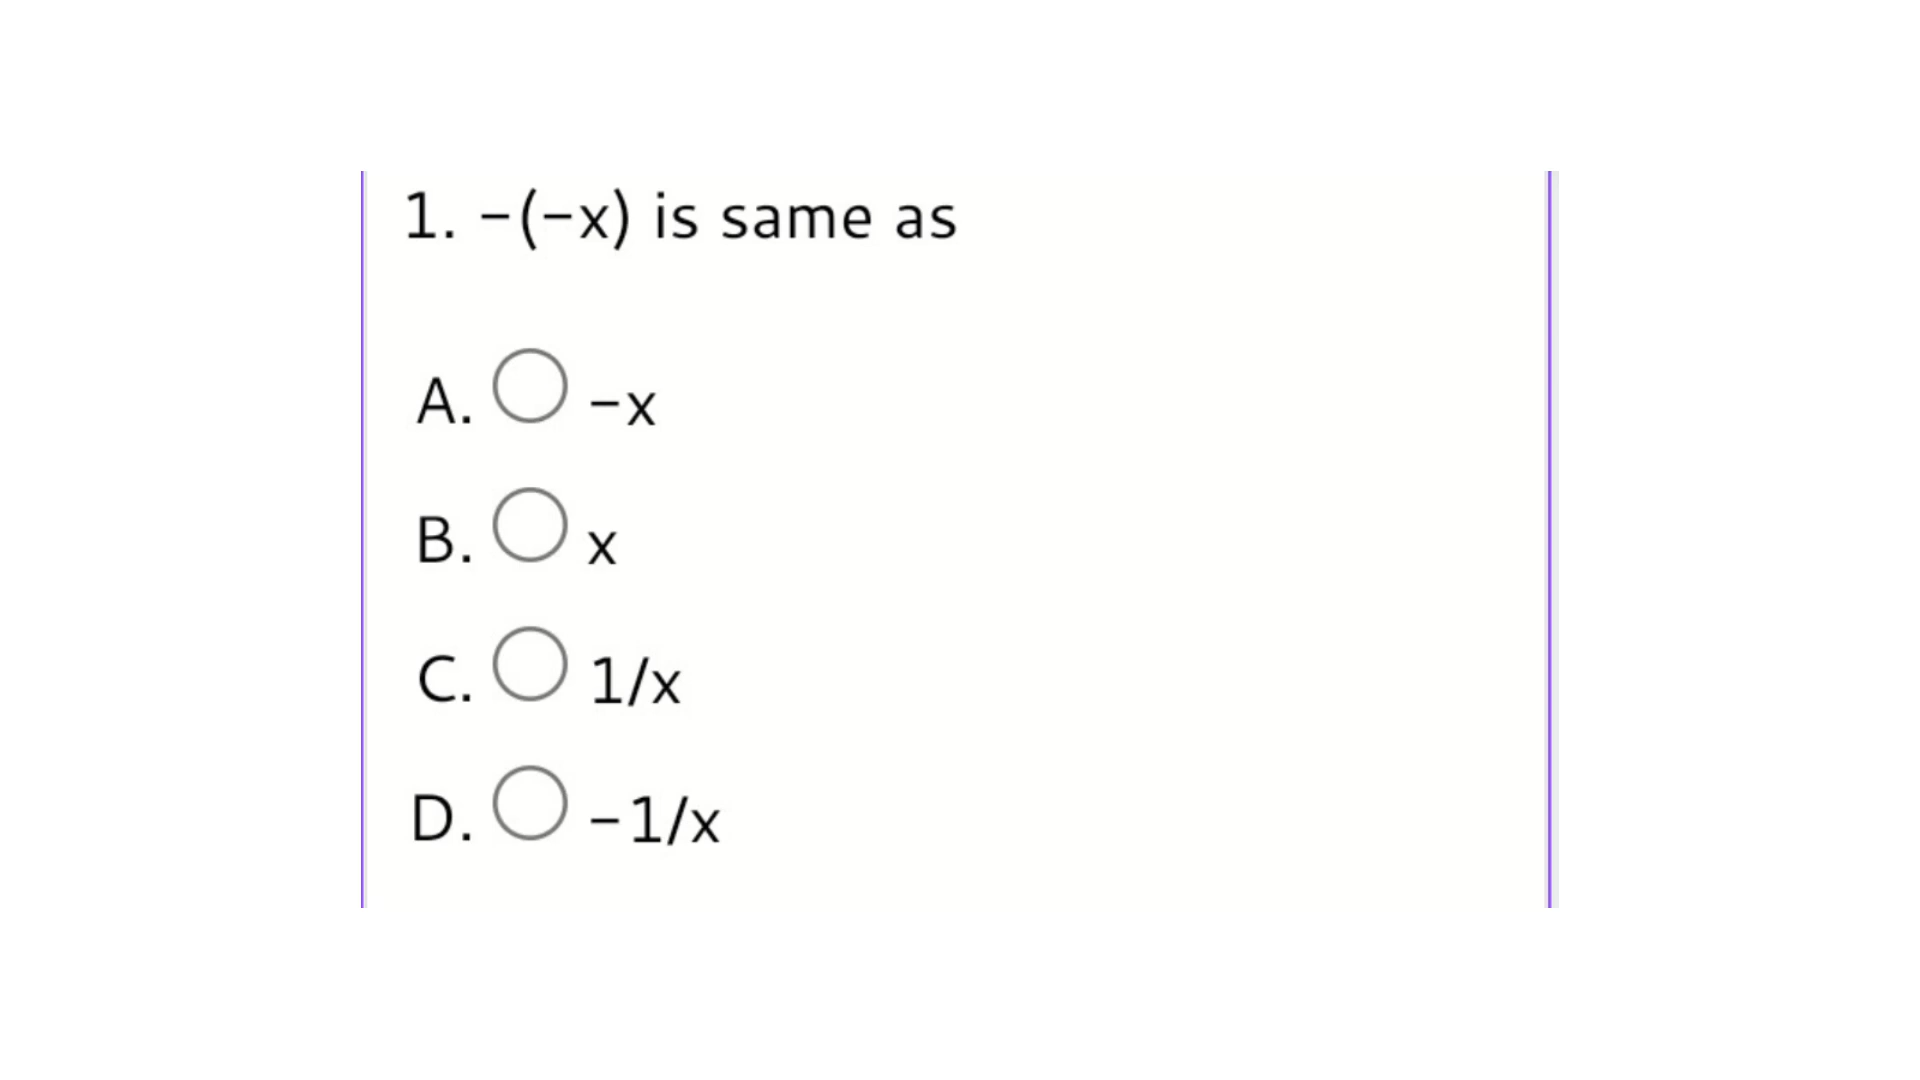 1. -(-x) is same as
A. -x
B. x
C. 1/x
D. -1/x